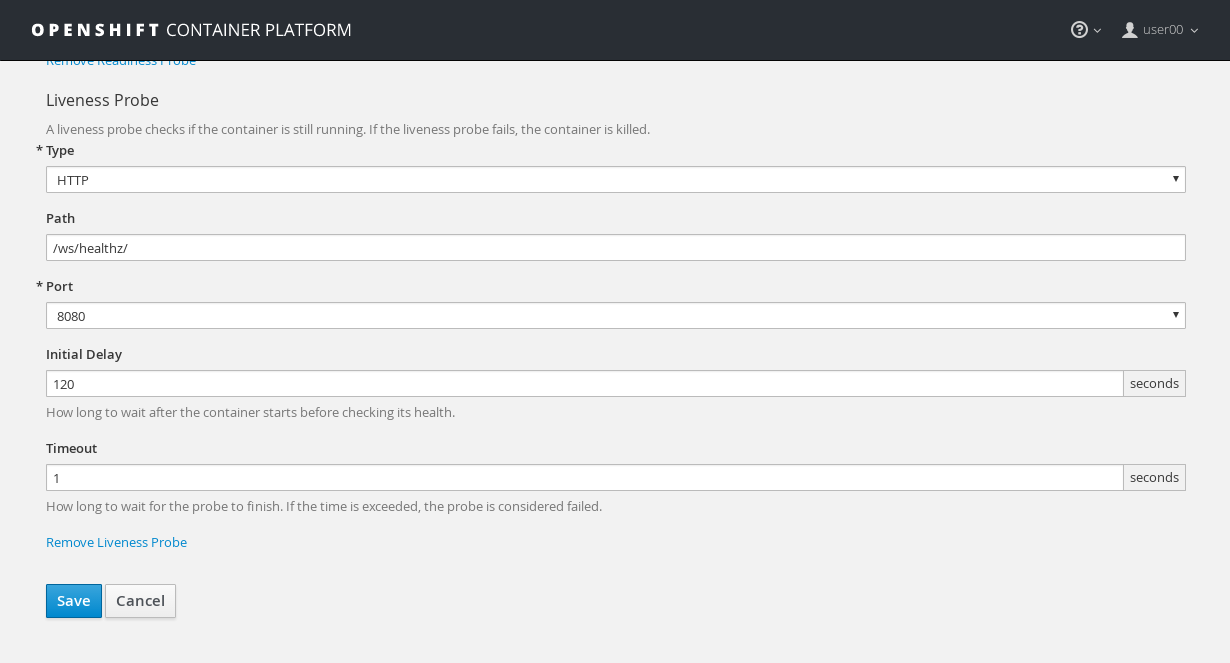 OPENSHIFT CONTAINER PLATFORM
user00
Remove Readiness Probe
Liveness Probe
A liveness probe checks if the container is still running. If the liveness probe fails, the container is killed.
* Type
HTTP
Path
/ws/healthz/
* Port
8080
Initial Delay
120 seconds
How long to wait after the container starts before checking its health.
Timeout
1 seconds
How long to wait for the probe to finish. If the time is exceeded, the probe is considered failed.
Remove Liveness Probe
Save Cancel